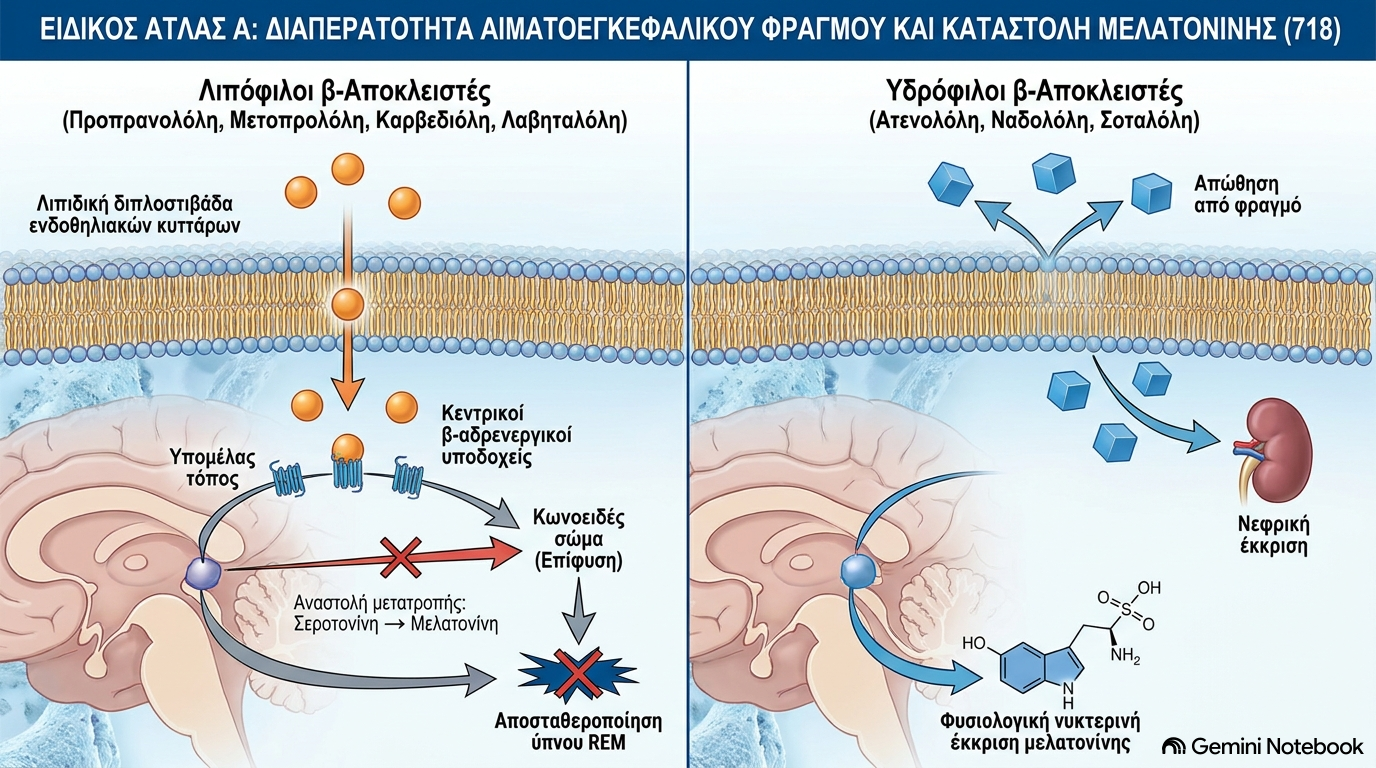 ΕΙΔΙΚΟΣ ΑΤΛΑΣ Α: ΔΙΑΠΕΡΑΤΟΤΗΤΑ ΑΙΜΑΤΟΕΓΚΕΦΑΛΙΚΟΥ ΦΡΑΓΜΟΥ ΚΑΙ ΚΑΤΑΣΤΟΛΗ ΜΕΛΑΤΟΝΙΝΗΣ (718)
Λιπόφιλοι β-Αποκλειστές
(Προπρανολόλη, Μετοπρολόλη, Καρβεδιόλη, Λαβηταλόλη)
Λιπιδική διπλοστιβάδα
ενδοθηλιακών κυττάρων
Κεντρικοί
β-αδρενεργικοί
υποδοχείς
Υπομέλας
τόπος
Κωνοειδές
σώμα
(Επίφυση)
Αναστολή μετατροπής:
Σεροτονίνη → Μελατονίνη
Αποσταθεροποίηση
ύπνου REM
Υδρόφιλοι β-Αποκλειστές
(Ατενολόλη, Ναδολόλη, Σοταλόλη)
Απώθηση
από φραγμό
Νεφρική
έκκριση
OH
O
S
O
HO
NH2
N
H
Φυσιολογική νυκτερινή
έκκριση μελατονίνης
Gemini Notebook